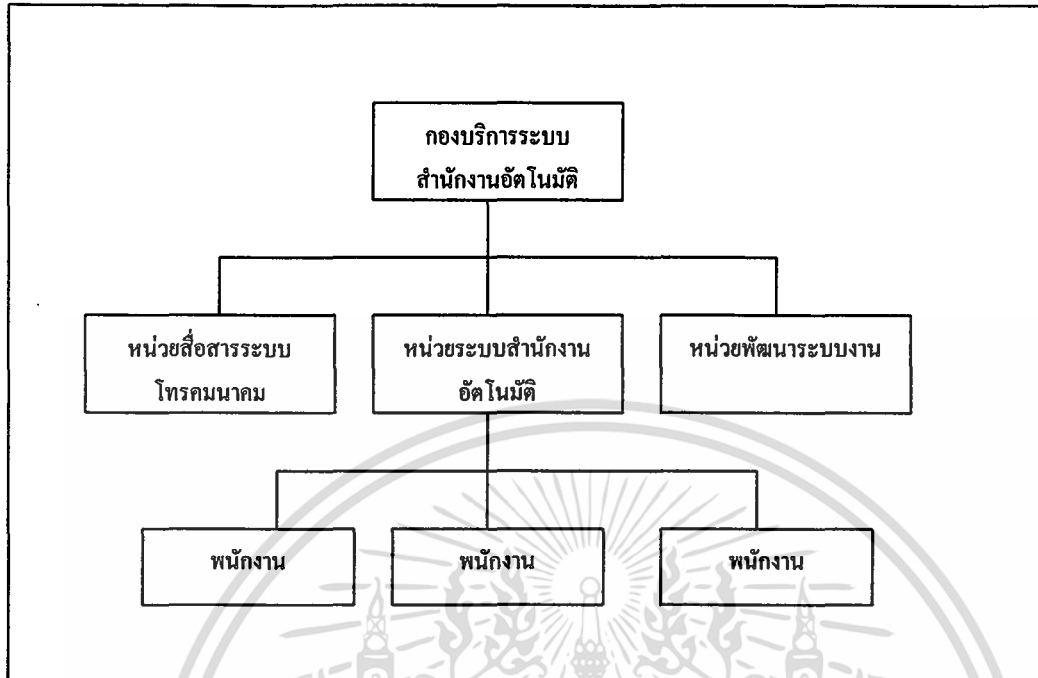 กองบริการระบบ
สำนักงานอัตโนมัติ
หน่วยสื่อสารระบบ
โทรคมนาคม
หน่วยระบบสำนักงาน
อัตโนมัติ
หน่วยพัฒนาระบบงาน
พนักงาน
พนักงาน
พนักงาน